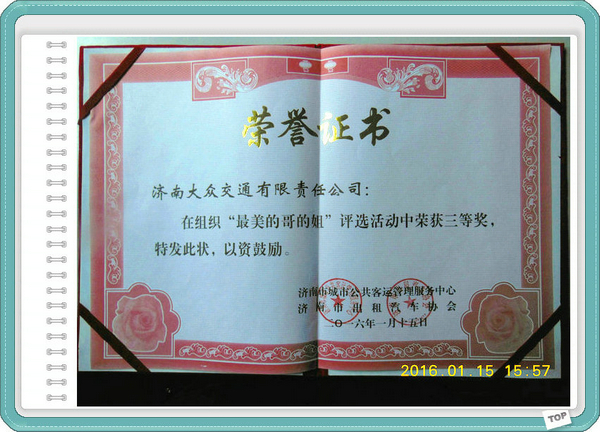 荣誉证书
济南大众交通有限责任公司：
在组织“最美的哥的姐”评选活动中荣获三等奖，
特发此状，以资鼓励。
济南市城市公共客运管理服务中心
济南市出租汽车协会
二〇一六年一月十五日
2016.01.15 15:57
TOP